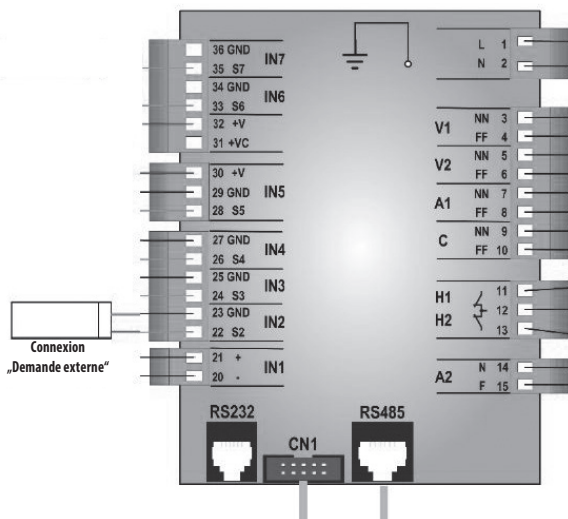 36 GND
35 S7
IN7
34 GND
33 S6
IN6
32 +V
31 +VC
30 +V
29 GND
28 S5
IN5
27 GND
26 S4
IN4
25 GND
24 S3
IN3
23 GND
22 S2
IN2
21 +
20 -
IN1
Connexion
„Demande externe“
L 1
N 2
V1
NN 3
FF 4
V2
NN 5
FF 6
A1
NN 7
FF 8
C
NN 9
FF 10
H1
H2
11
12
13
A2
N 14
F 15
RS232
CN1
RS485